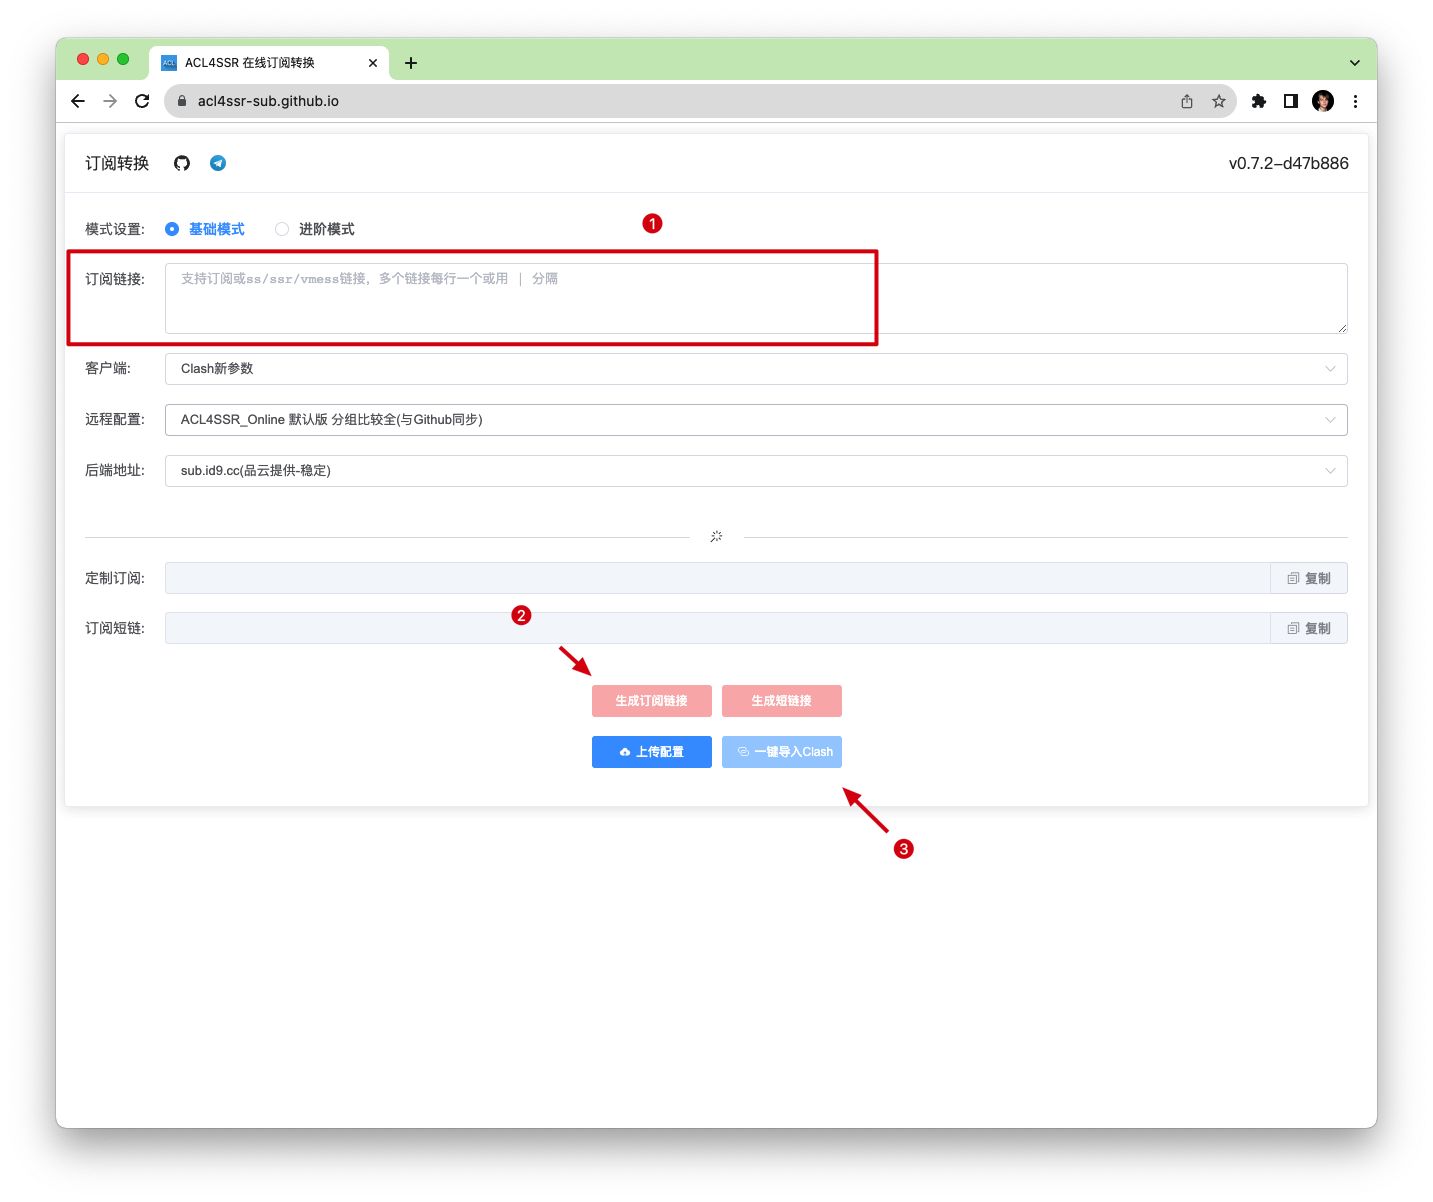 ACL ACL4SSR 在线订阅转换
acl4ssr-sub.github.io
订阅转换
v0.7.2-d47b886
模式设置: 基础模式 进阶模式
1
订阅链接: 支持订阅或ss/ssr/vmess链接，多个链接每行一个或用 | 分隔
客户端: Clash新参数
远程配置: ACL4SSR_Online 默认版 分组比较全(与Github同步)
后端地址: sub.id9.cc(品云提供-稳定)
定制订阅: 复制
2
订阅短链: 复制
生成订阅链接 生成短链接
上传配置 一键导入Clash
3